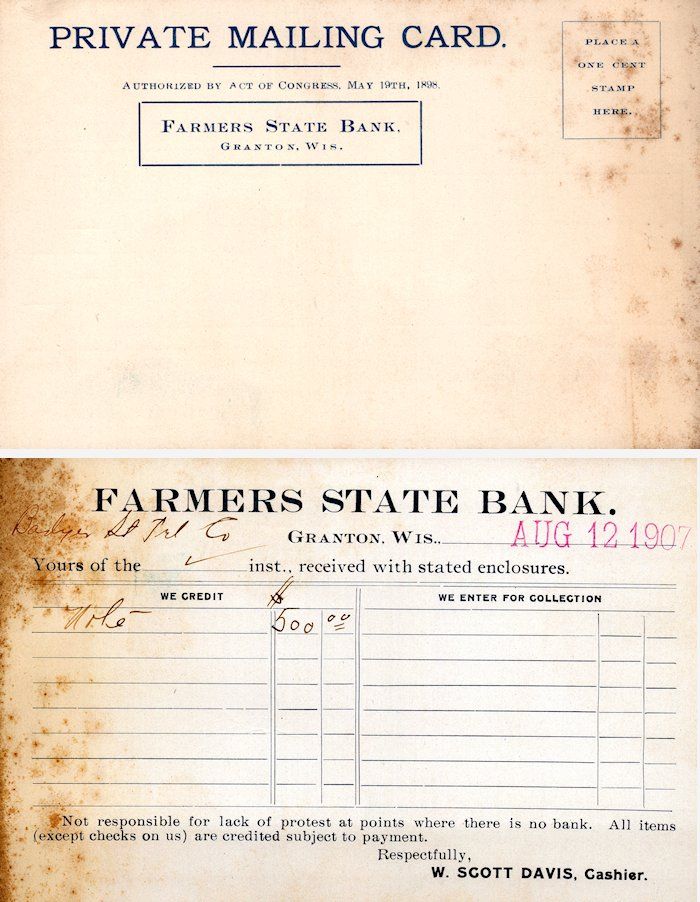 PRIVATE MAILING CARD.
AUTHORIZED BY ACT OF CONGRESS, MAY 19TH, 1898.
PLACE A
ONE CENT
STAMP
HERE.
FARMERS STATE BANK,
GRANTON, WIS.
FARMERS STATE BANK.
Badger St Co
GRANTON, WIS. AUG 12 1907
Yours of the inst., received with stated enclosures.
WE CREDIT $ WE ENTER FOR COLLECTION
Note 500 00
Not responsible for lack of protest at points where there is no bank. All items
(except checks on us) are credited subject to payment.
Respectfully,
W. SCOTT DAVIS, Cashier.